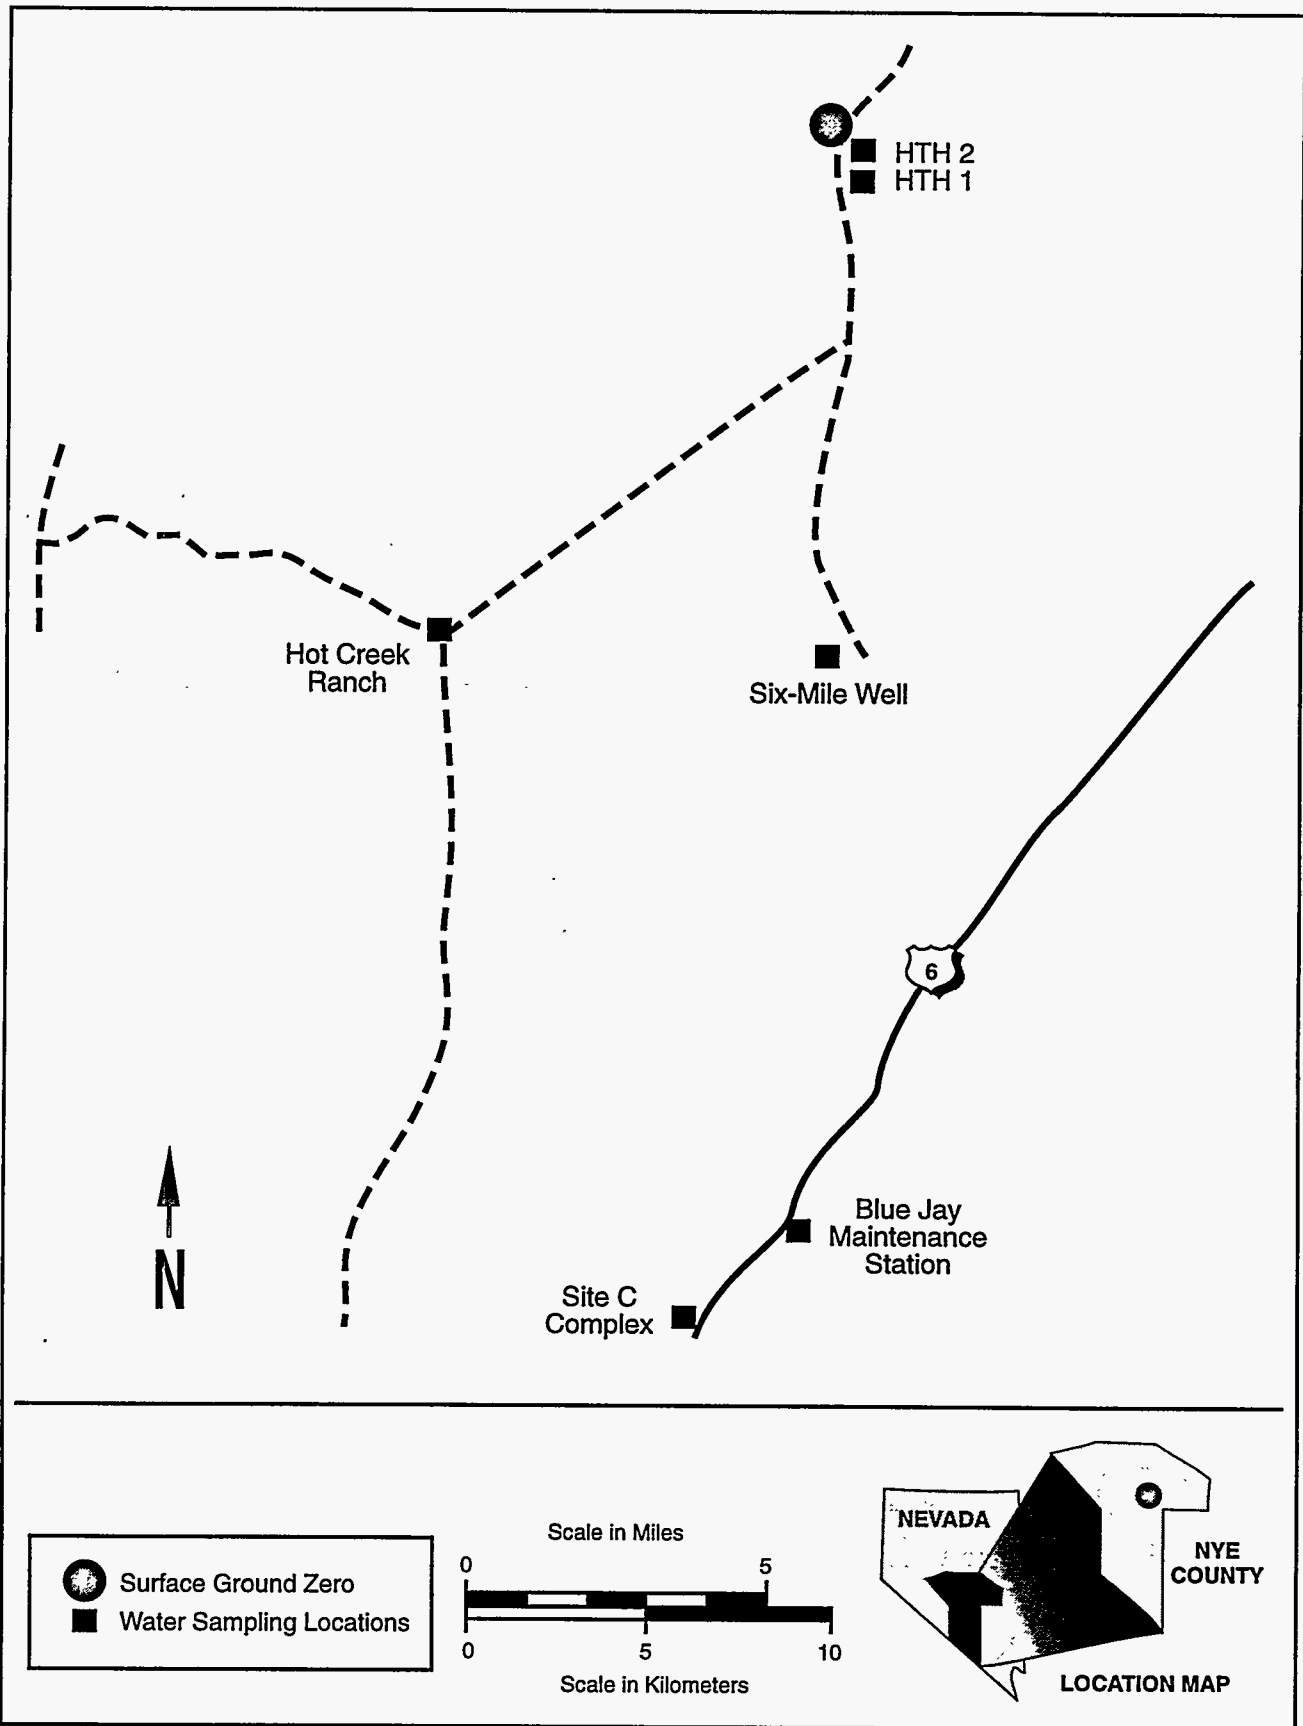 HTH 2
HTH 1
Hot Creek
Ranch
Six-Mile Well
6
Blue Jay
Maintenance
Station
Site C
Complex
N
Surface Ground Zero
Water Sampling Locations
Scale in Miles
0 5
0 5 10
Scale in Kilometers
NEVADA
NYE
COUNTY
LOCATION MAP